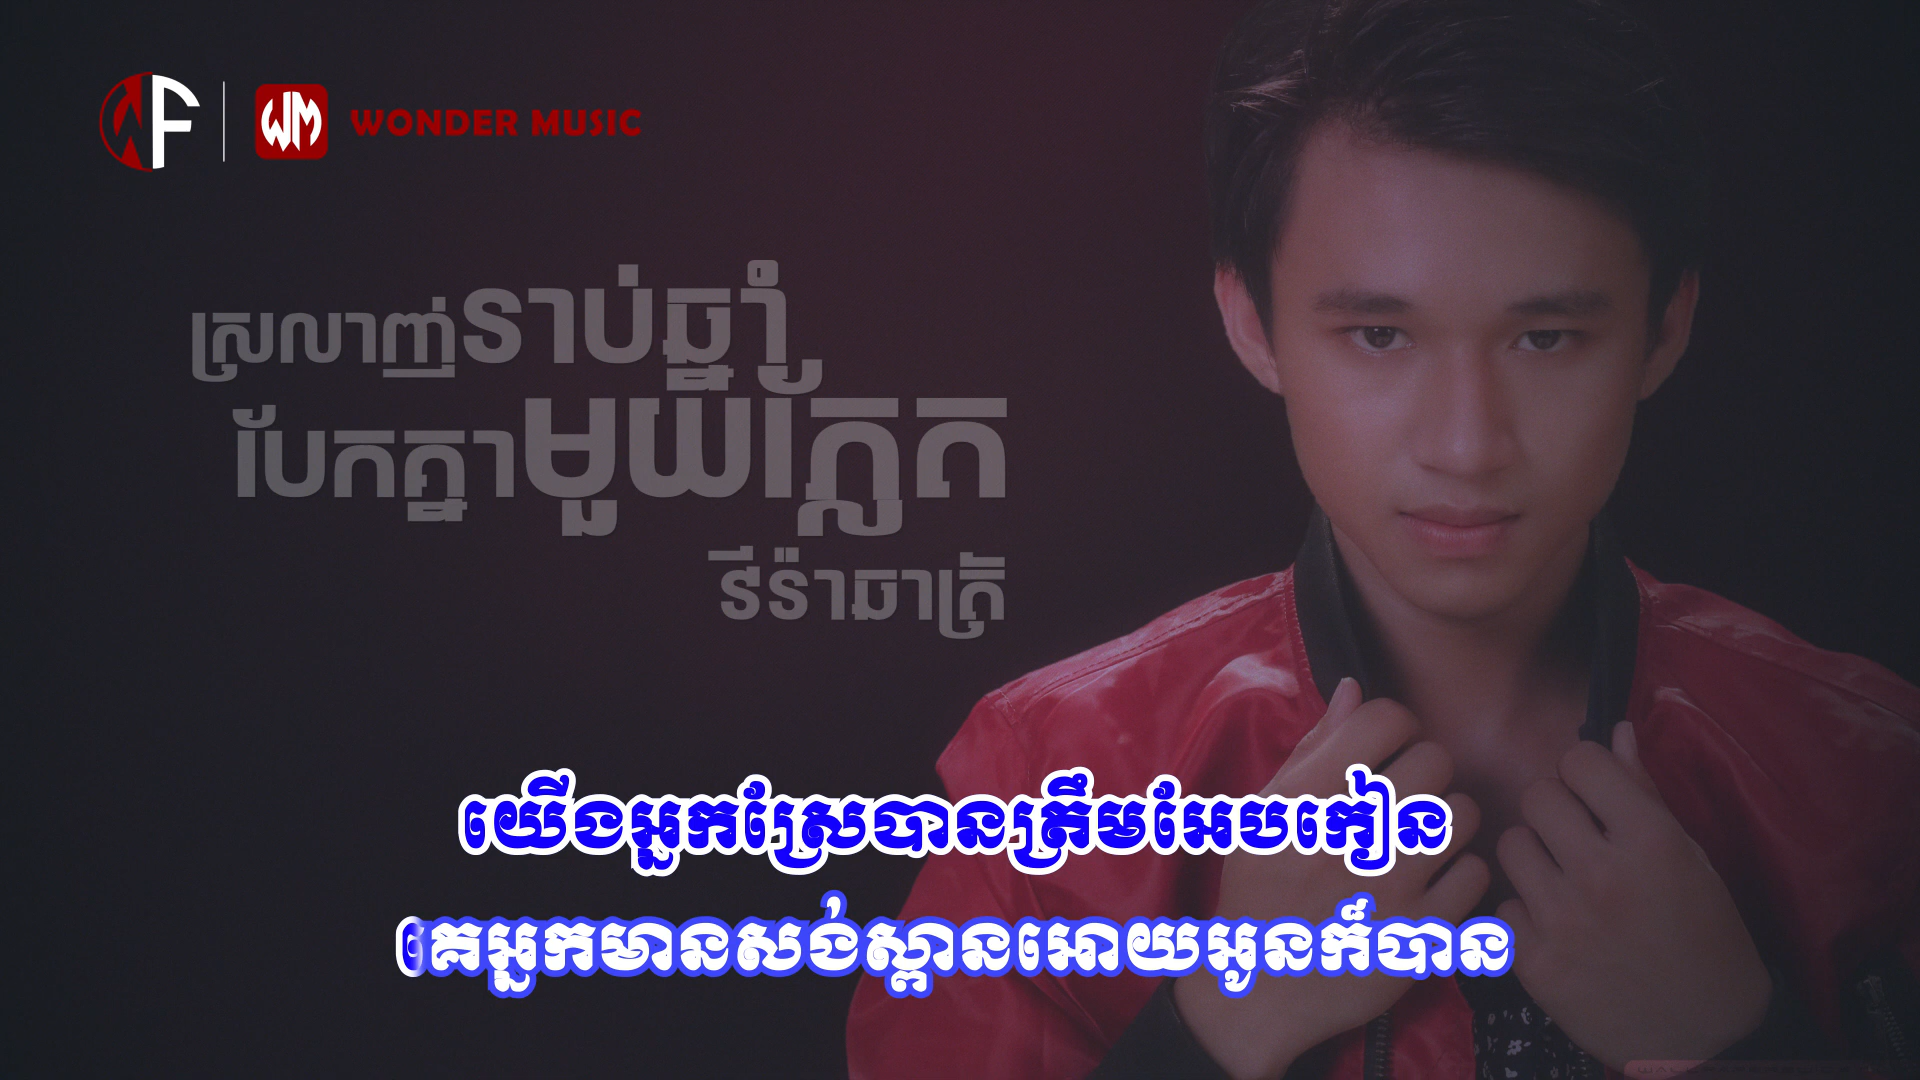 WF
WM WONDER MUSIC
ស្រលាញ់ទាប់ឆ្នាំ
បែកគ្នាមួយភ្លែត
ទីរ៉ាឆាត្រ័
យើងអ្នកស្រែបានត្រឹមអែបកៀន
គេអ្នកមានសង់ស្ពានអោយអូនក៏បាន